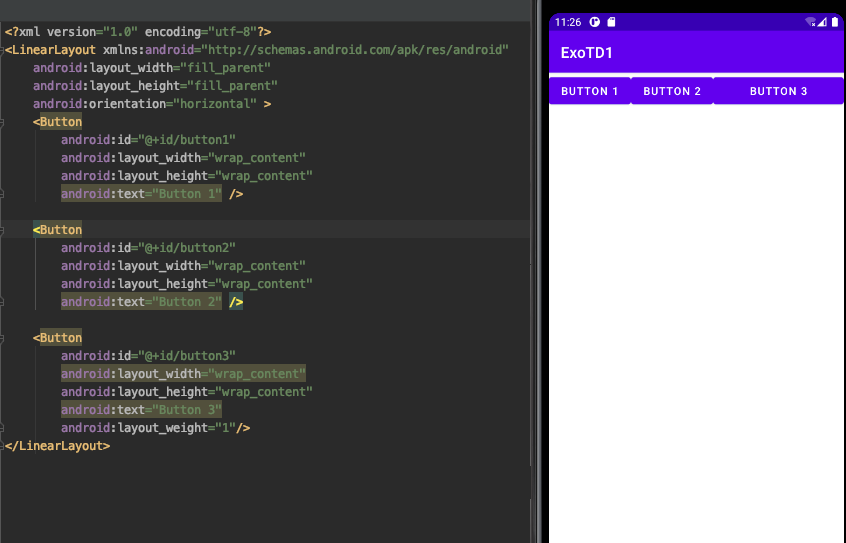 <?xml version="1.0" encoding="utf-8"?>
<LinearLayout xmlns:android="http://schemas.android.com/apk/res/android"
android:layout_width="fill_parent"
android:layout_height="fill_parent"
android:orientation="horizontal" >
<Button
android:id="@+id/button1"
android:layout_width="wrap_content"
android:layout_height="wrap_content"
android:text="Button 1" />
<Button
android:id="@+id/button2"
android:layout_width="wrap_content"
android:layout_height="wrap_content"
android:text="Button 2" />
<Button
android:id="@+id/button3"
android:layout_width="wrap_content"
android:layout_height="wrap_content"
android:text="Button 3"
android:layout_weight="1"/>
</LinearLayout>
11:26
ExoTD1
BUTTON 1 BUTTON 2 BUTTON 3